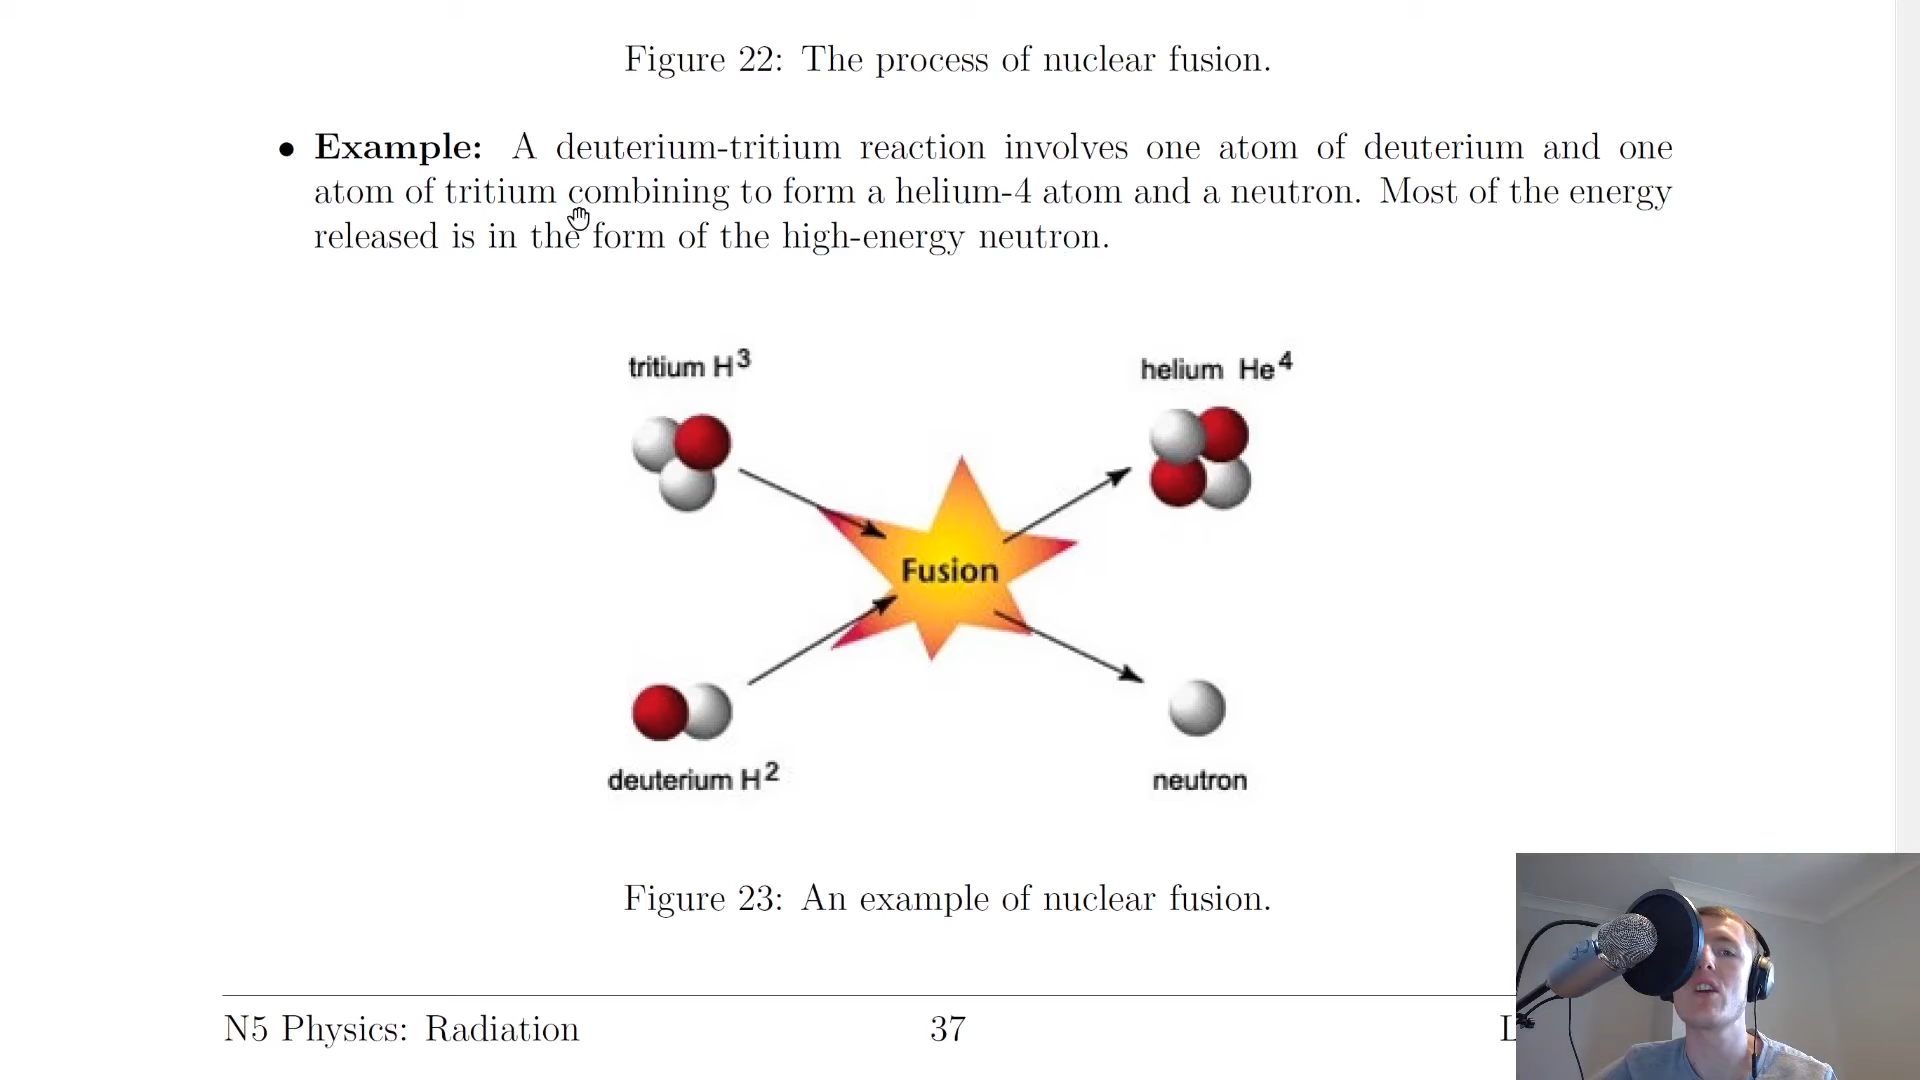 Figure 22: The process of nuclear fusion.
• Example: A deuterium-tritium reaction involves one atom of deuterium and one
atom of tritium combining to form a helium-4 atom and a neutron. Most of the energy
released is in the form of the high-energy neutron.
tritium H³
helium He⁴
Fusion
deuterium H²
neutron
Figure 23: An example of nuclear fusion.
N5 Physics: Radiation
37